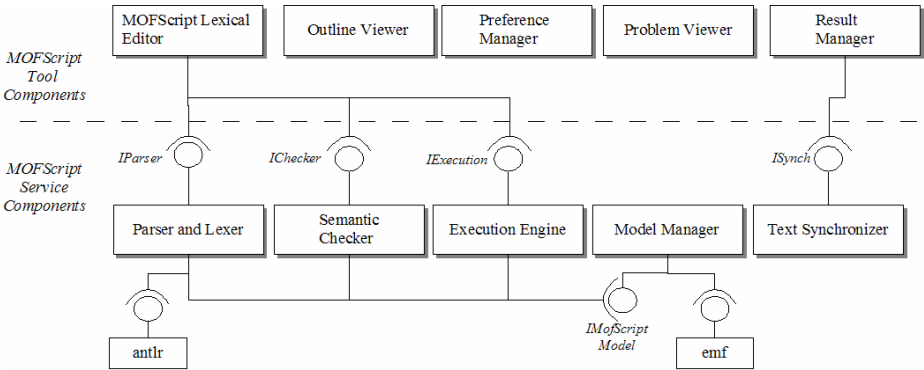 MOFScript Lexical
Editor
Outline Viewer
Preference
Manager
Problem Viewer
Result
Manager
MOFScript
Tool
Components
IParser
IChecker
IExecution
ISynch
MOFScript
Service
Components
Parser and Lexer
Semantic
Checker
Execution Engine
Model Manager
Text Synchronizer
IMofScript
Model
antlr
emf